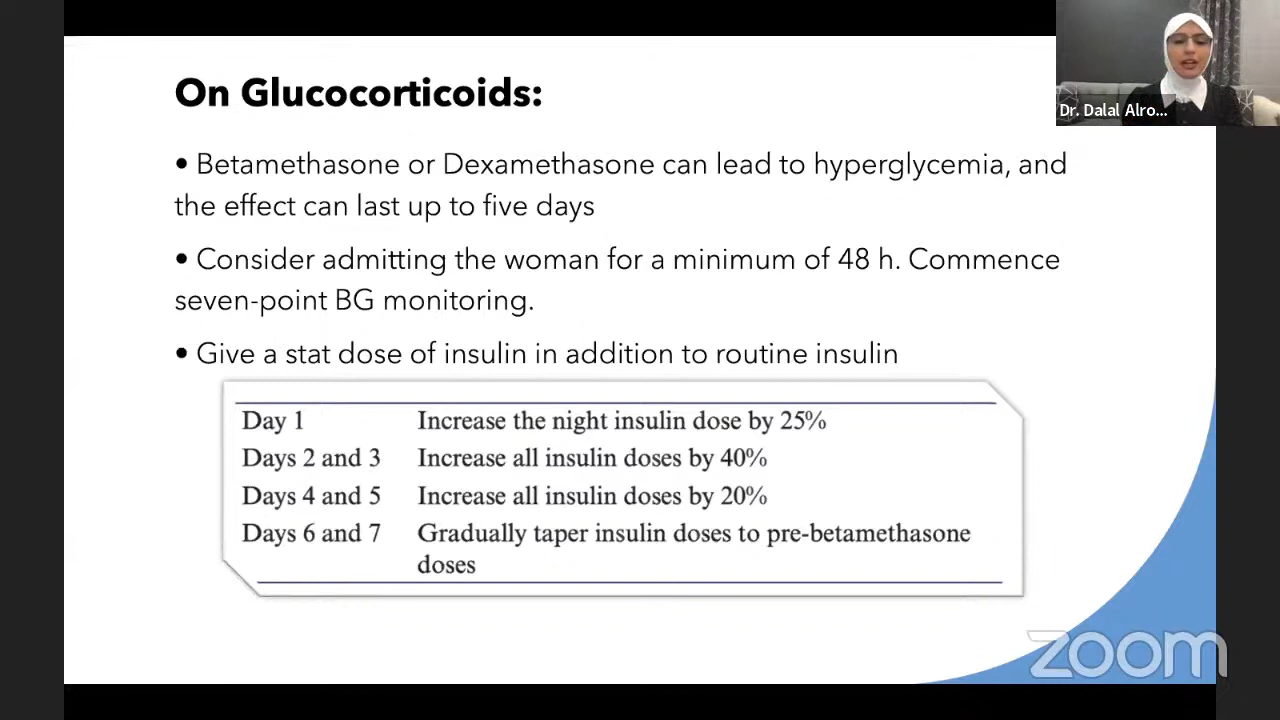 On Glucocorticoids:
• Betamethasone or Dexamethasone can lead to hyperglycemia, and
the effect can last up to five days
• Consider admitting the woman for a minimum of 48 h. Commence
seven-point BG monitoring.
• Give a stat dose of insulin in addition to routine insulin
Day 1 Increase the night insulin dose by 25%
Days 2 and 3 Increase all insulin doses by 40%
Days 4 and 5 Increase all insulin doses by 20%
Days 6 and 7 Gradually taper insulin doses to pre-betamethasone
doses
Dr. Dalal Alro...
zoom